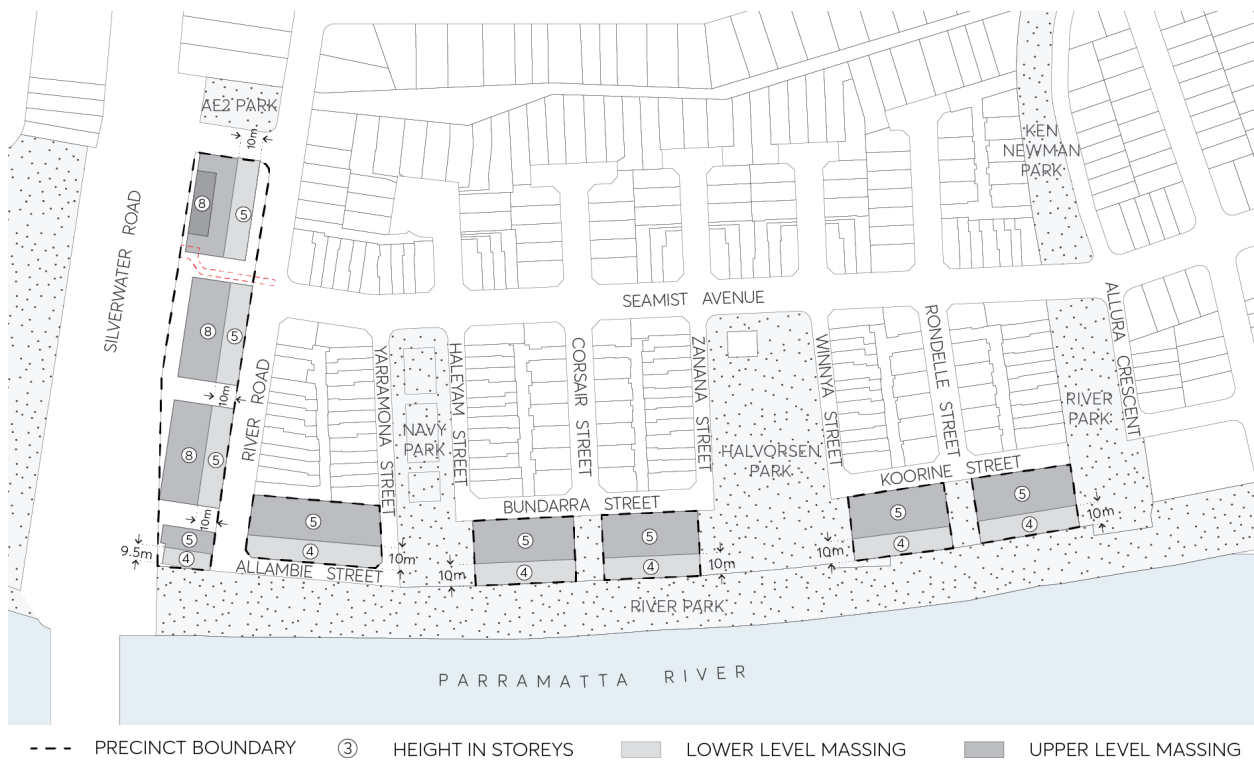 AE2 PARK
10m
KEN
NEWMAN
PARK
8
5
SILVERWATER ROAD
SEAMIST AVENUE
8
5
10m
RIVER ROAD
YARRAMONA STREET
NAVY
PARK
HALEYAM STREET
CORSAIR STREET
ZANANA STREET
HALVORSEN
PARK
WINNYA STREET
RONDELLE STREET
RIVER
PARK
ALLURA CRESCENT
8
5
10m
BUNDARRA STREET
KOORINE STREET
5
4
9.5m
5
4
10m
ALLAMBIE STREET
5
4
10m
5
4
10m
5
4
10m
5
4
10m
RIVER PARK
PARRAMATTA RIVER
PRECINCT BOUNDARY
3 HEIGHT IN STOREYS
LOWER LEVEL MASSING
UPPER LEVEL MASSING